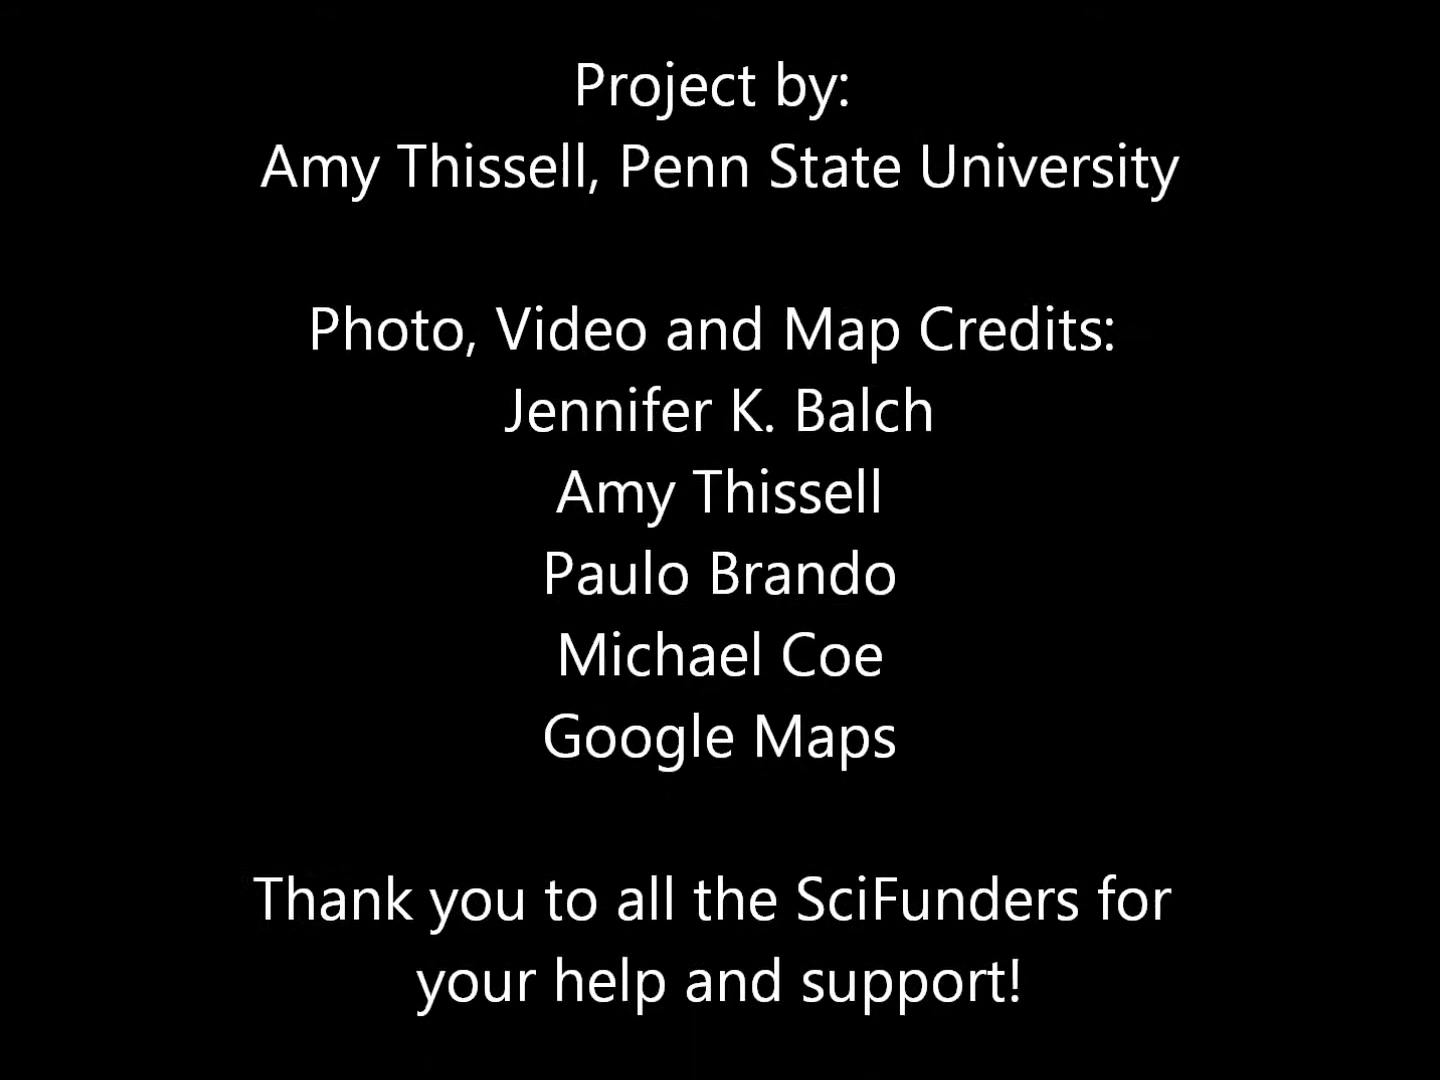 Project by:
Amy Thissell, Penn State University
Photo, Video and Map Credits:
Jennifer K. Balch
Amy Thissell
Paulo Brando
Michael Coe
Google Maps
Thank you to all the SciFunders for
your help and support!